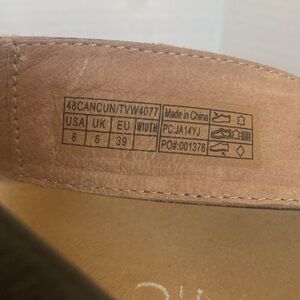 48CANCUN/TVW4077 Made in China
USA UK EU WIDTH PC:JA14YJ
8 6 39 PO#:001378